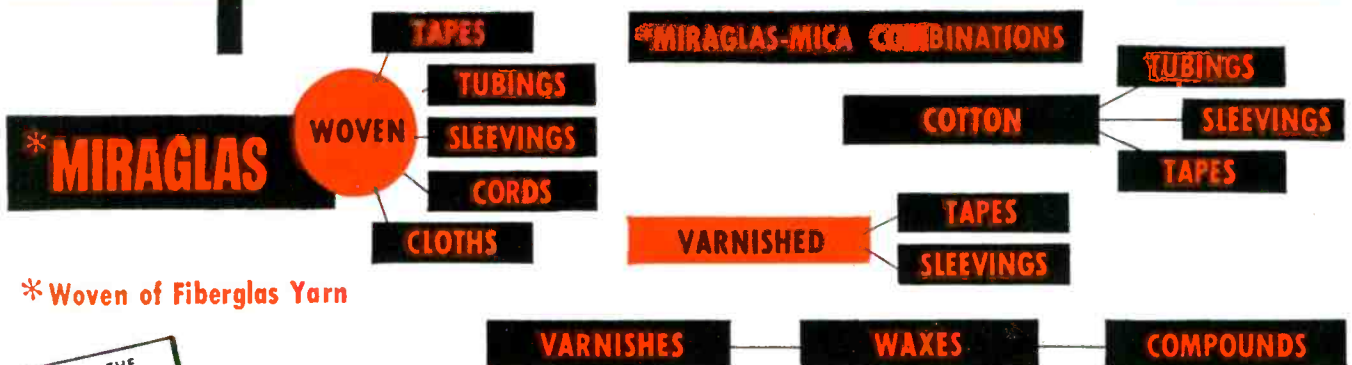 *MIRAGLAS
WOVEN
TAPES
TUBINGS
SLEEVINGS
CORDS
CLOTHS
*Woven of Fiberglas Yarn
*MIRAGLAS-MICA COMBINATIONS
COTTON
TUBINGS
SLEEVINGS
TAPES
VARNISHED
TAPES
SLEEVINGS
VARNISHES
WAXES
COMPOUNDS
THE